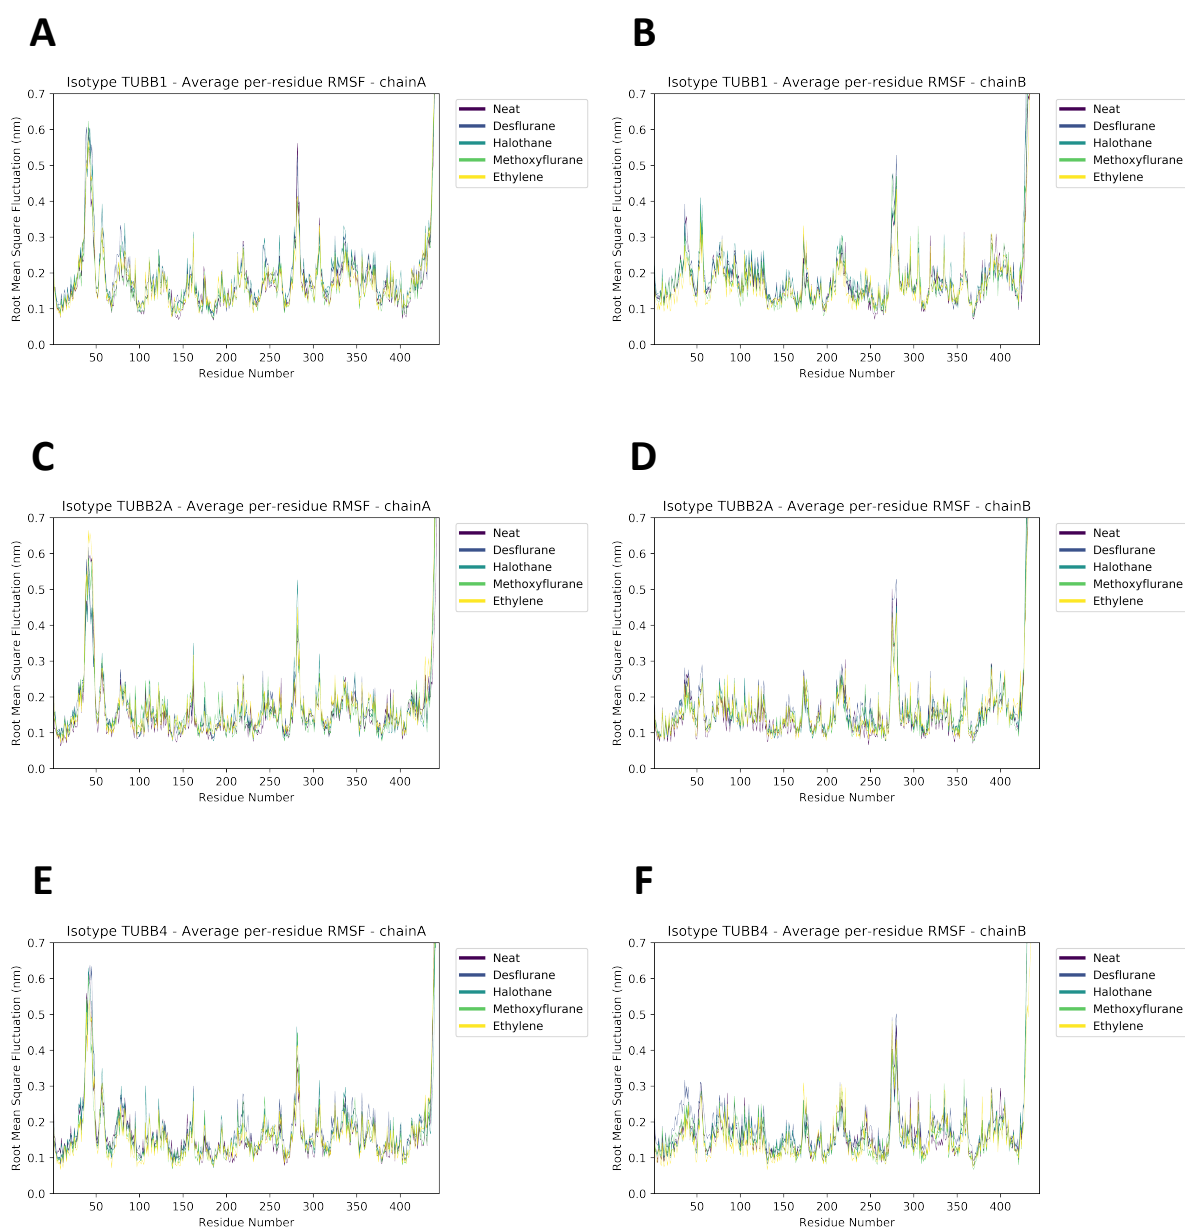 A
Isotype TUBB1 - Average per-residue RMSF - chainA
Root Mean Square Fluctuation (nm)
0.7
0.6
0.5
0.4
0.3
0.2
0.1
0.0
50 100 150 200 250 300 350 400
Residue Number
Neat
Desflurane
Halothane
Methoxyflurane
Ethylene
B
Isotype TUBB1 - Average per-residue RMSF - chainB
Root Mean Square Fluctuation (nm)
0.7
0.6
0.5
0.4
0.3
0.2
0.1
0.0
50 100 150 200 250 300 350 400
Residue Number
Neat
Desflurane
Halothane
Methoxyflurane
Ethylene
C
Isotype TUBB2A - Average per-residue RMSF - chainA
Root Mean Square Fluctuation (nm)
0.7
0.6
0.5
0.4
0.3
0.2
0.1
0.0
50 100 150 200 250 300 350 400
Residue Number
Neat
Desflurane
Halothane
Methoxyflurane
Ethylene
D
Isotype TUBB2A - Average per-residue RMSF - chainB
Root Mean Square Fluctuation (nm)
0.7
0.6
0.5
0.4
0.3
0.2
0.1
0.0
50 100 150 200 250 300 350 400
Residue Number
Neat
Desflurane
Halothane
Methoxyflurane
Ethylene
E
Isotype TUBB4 - Average per-residue RMSF - chainA
Root Mean Square Fluctuation (nm)
0.7
0.6
0.5
0.4
0.3
0.2
0.1
0.0
50 100 150 200 250 300 350 400
Residue Number
Neat
Desflurane
Halothane
Methoxyflurane
Ethylene
F
Isotype TUBB4 - Average per-residue RMSF - chainB
Root Mean Square Fluctuation (nm)
0.7
0.6
0.5
0.4
0.3
0.2
0.1
0.0
50 100 150 200 250 300 350 400
Residue Number
Neat
Desflurane
Halothane
Methoxyflurane
Ethylene